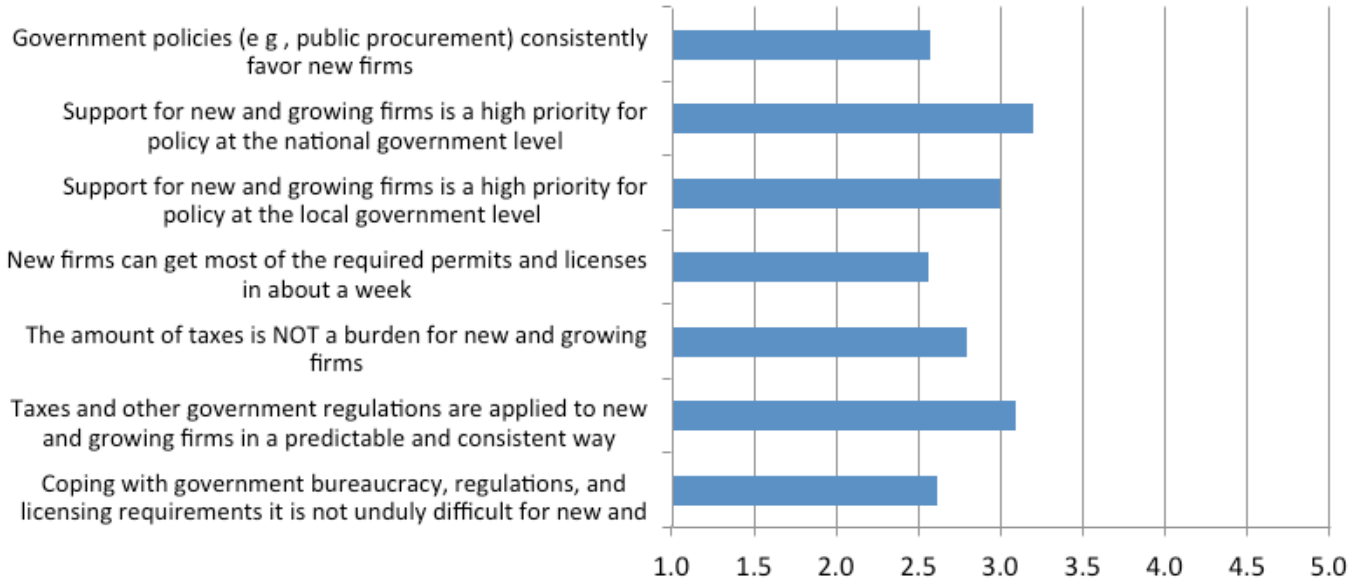 Government policies (e g , public procurement) consistently
favor new firms
Support for new and growing firms is a high priority for
policy at the national government level
Support for new and growing firms is a high priority for
policy at the local government level
New firms can get most of the required permits and licenses
in about a week
The amount of taxes is NOT a burden for new and growing
firms
Taxes and other government regulations are applied to new
and growing firms in a predictable and consistent way
Coping with government bureaucracy, regulations, and
licensing requirements it is not unduly difficult for new and
1.0 1.5 2.0 2.5 3.0 3.5 4.0 4.5 5.0